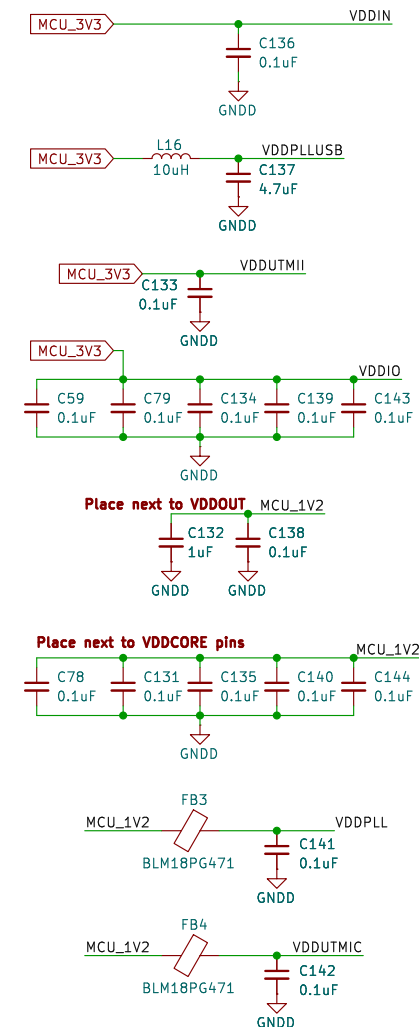 VDDIN
MCU_3V3
C136
0.1uF
GNDD
L16
MCU_3V3
VDDPLLUSB
10uH
C137
4.7uF
GNDD
MCU_3V3
VDDUTMII
C133
0.1uF
GNDD
MCU_3V3
VDDIO
C59 C79 C134 C139 C143
0.1uF 0.1uF 0.1uF 0.1uF 0.1uF
GNDD
Place next to VDDOUT MCU_1V2
C132 C138
1uF 0.1uF
GNDD GNDD
Place next to VDDCORE pins
MCU_1V2
C78 C131 C135 C140 C144
0.1uF 0.1uF 0.1uF 0.1uF 0.1uF
GNDD
FB3
MCU_1V2 VDDPLL
BLM18PG471
C141
0.1uF
GNDD
FB4
MCU_1V2 VDDUTMIC
BLM18PG471
C142
0.1uF
GNDD